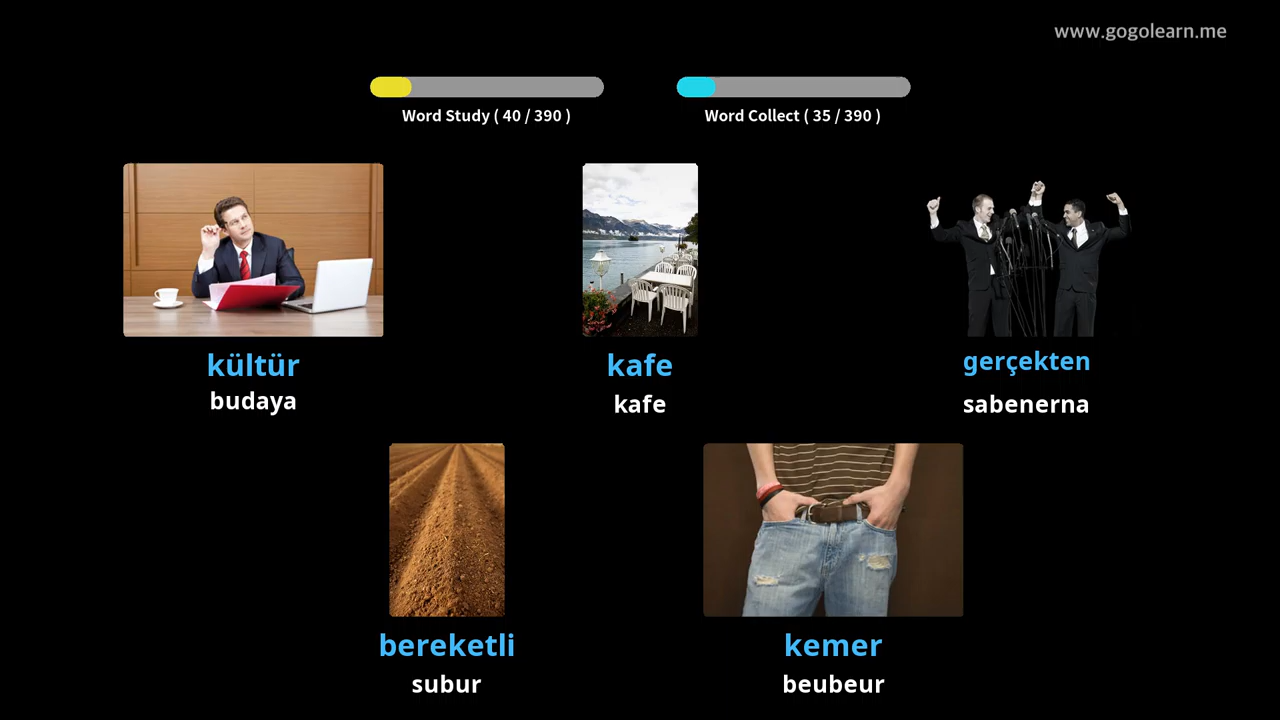 www.gogolearn.me
Word Study ( 40 / 390 )
Word Collect ( 35 / 390 )
kültür
budaya
kafe
kafe
gerçekten
sabenerna
bereketli
subur
kemer
beubeur